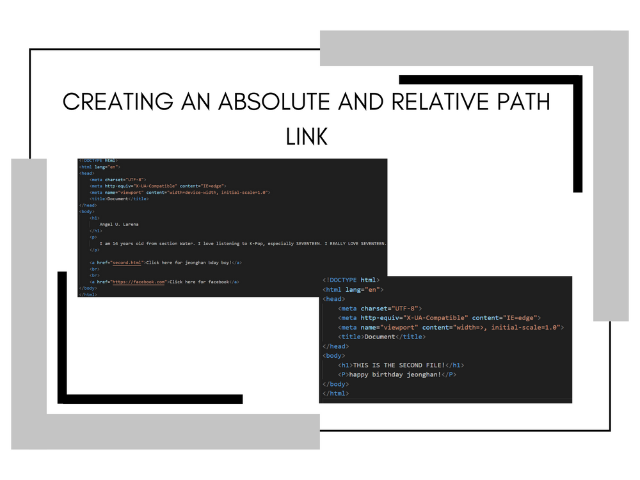 CREATING AN ABSOLUTE AND RELATIVE PATH
LINK
<!DOCTYPE html>
<html lang="en">
<head>
<meta charset="UTF-8">
<meta http-equiv="X-UA-Compatible" content="IE=edge">
<meta name="viewport" content="width=device-width, initial-scale=1.0">
<title>Document</title>
</head>
<body>
<h1>
Angel U. Larena
</h1>
<p>
I am 14 years old from section mater. I love listening to K-Pop, especially SEVENTEEN. I REALLY LOVE SEVENTEEN.
</p>
<a href="second.html">Click here for jeonghan bday boy!</a>
<br>
<br>
<a href="https://facebook.com">Click here for facebook</a>
</body>
</html>
<!DOCTYPE html>
<html lang="en">
<head>
<meta charset="UTF-8">
<meta http-equiv="X-UA-Compatible" content="IE=edge">
<meta name="viewport" content="width=>, initial-scale=1.0">
<title>Document</title>
</head>
<body>
<h1>THIS IS THE SECOND FILE!</h1>
<P>happy birthday jeonghan!</P>
</body>
</html>